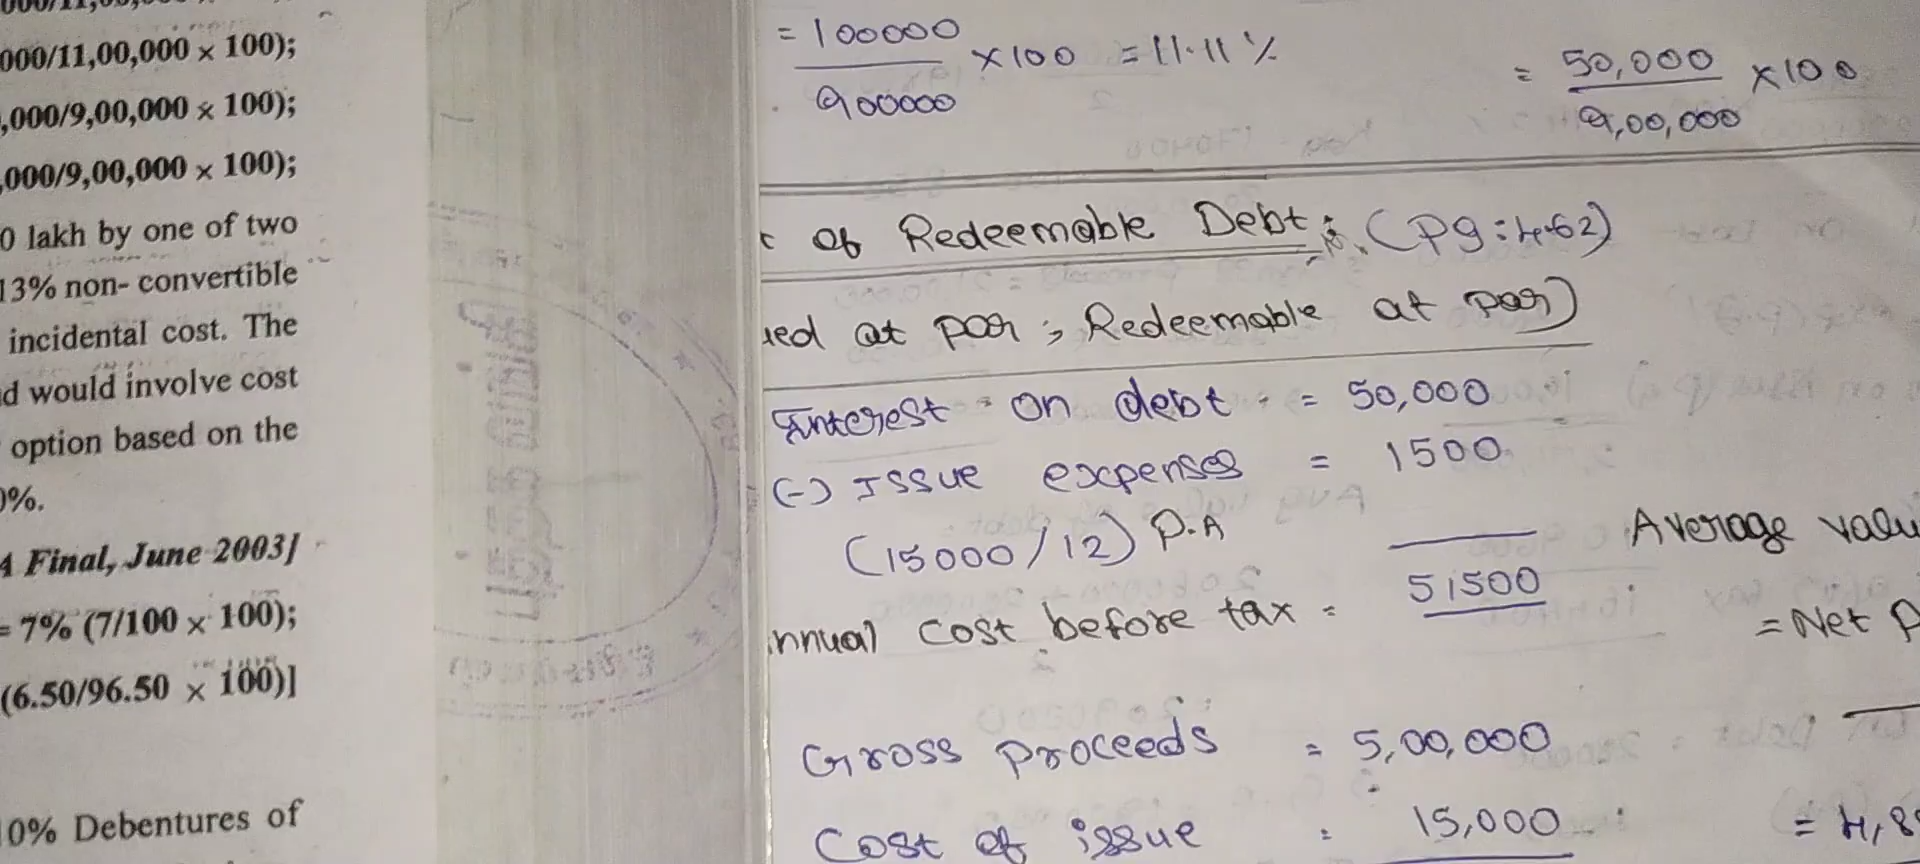 000/11,00,000 × 100);
,000/9,00,000 × 100);
,000/9,00,000 × 100);
0 lakh by one of two
13% non- convertible
incidental cost. The
d would involve cost
option based on the
0%.
A Final, June 2003]
= 7% (7/100 × 100);
(6.50/96.50 × 100)]
10% Debentures of
= 100000 / 900000 × 100 = 11.11 %
= 50,000 / 9,00,000 × 100
of Redeemable Debt : (Pg : 462)
ued at par ; Redeemable at par)
Interest on debt = 50,000
(-) Issue expenses = 1500
(15000 / 12) P.A
51500
nnual cost before tax =
Average valu
= Net P
Gross proceeds = 5,00,000
Cost of issue : 15,000
= 4,8